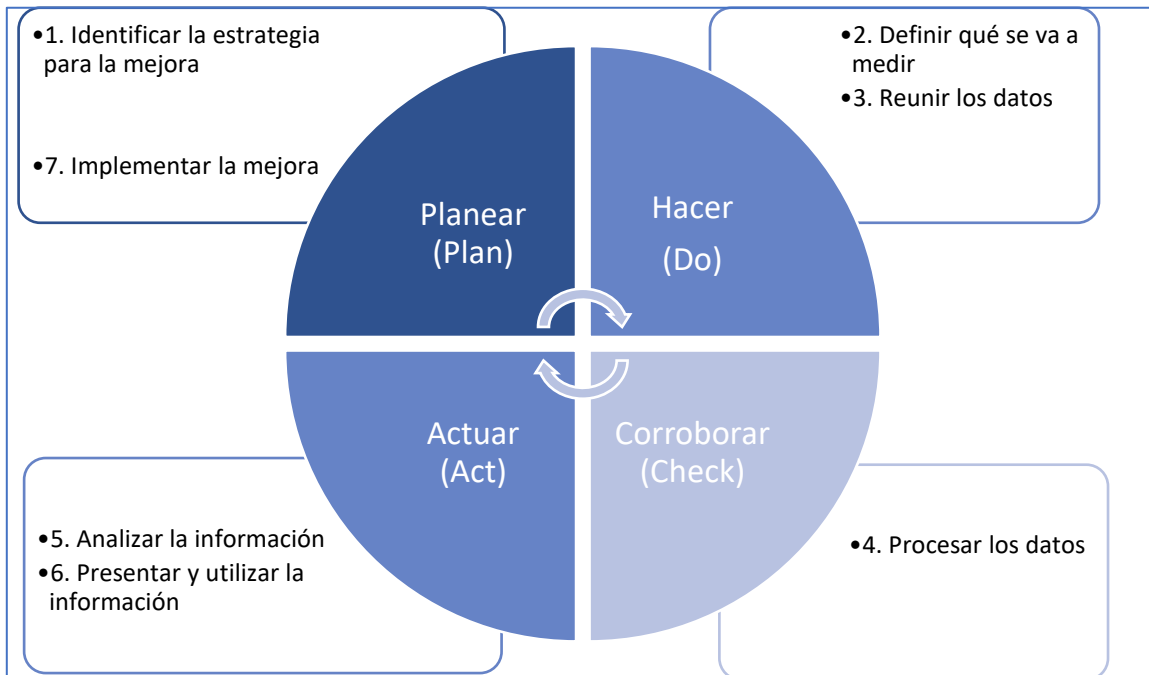 •1. Identificar la estrategia
para la mejora
•7. Implementar la mejora
•2. Definir qué se va a
medir
•3. Reunir los datos
Planear
(Plan)
Hacer
(Do)
Actuar
(Act)
Corroborar
(Check)
•5. Analizar la información
•6. Presentar y utilizar la
información
•4. Procesar los datos